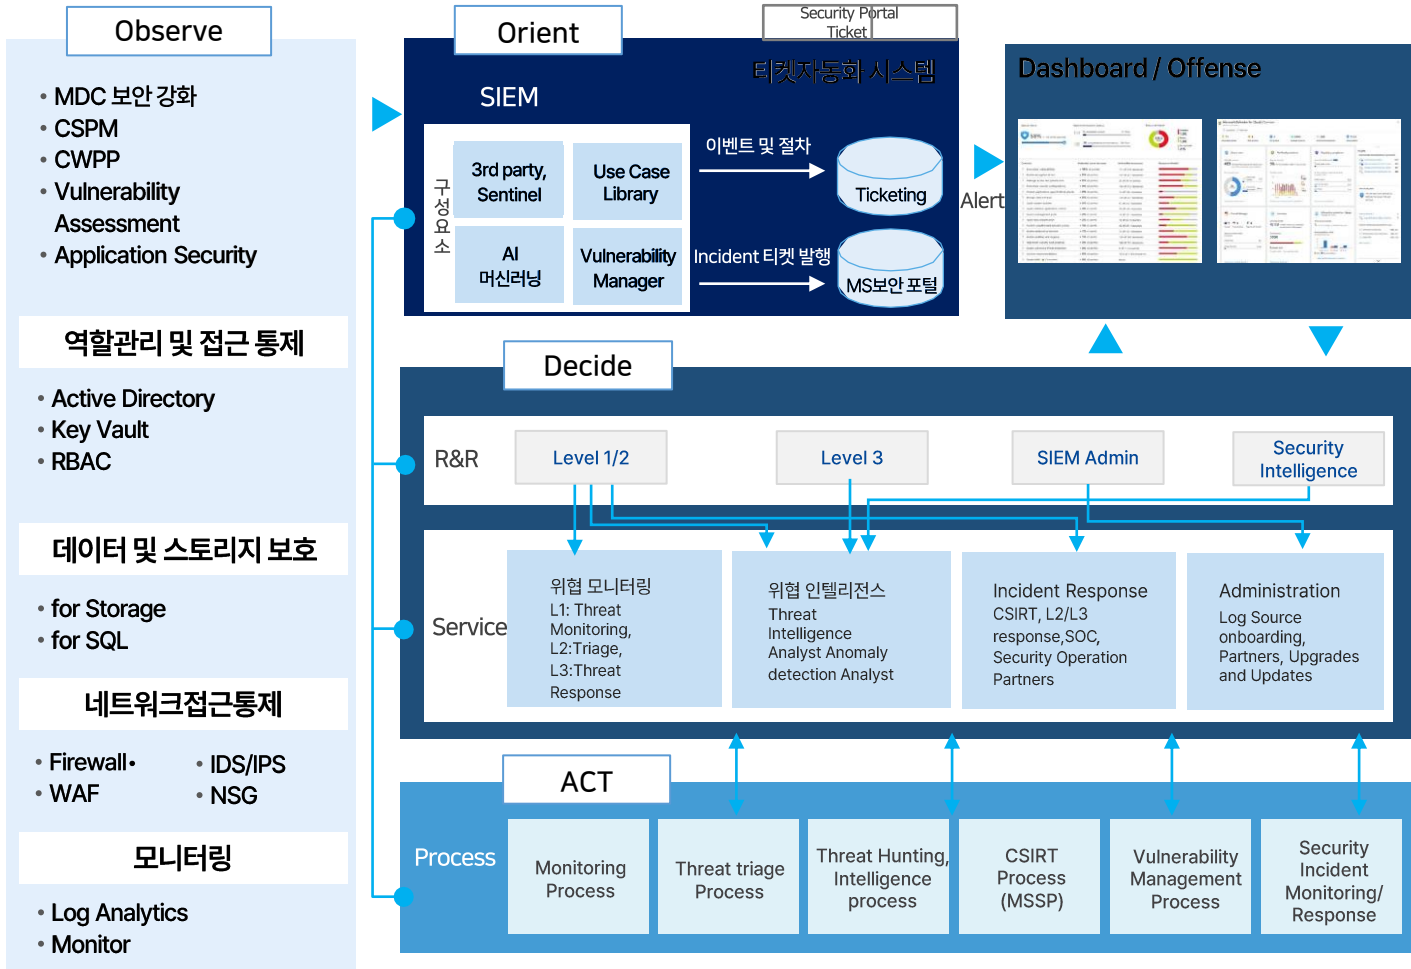 Observe
MDC 보안 강화
CSPM
CWPP
Vulnerability
Assessment
Application Security
역할관리 및 접근 통제
Active Directory
Key Vault
RBAC
데이터 및 스토리지 보호
for Storage
for SQL
네트워크접근통제
Firewall•
WAF
IDS/IPS
NSG
모니터링
Log Analytics
Monitor
Orient
Security Portal
Ticket
티켓자동화 시스템
SIEM
구성요소
3rd party,
Sentinel
Use Case
Library
AI
머신러닝
Vulnerability
Manager
이벤트 및 절차
Ticketing
Incident 티켓 발행
MS보안 포털
Alert
Dashboard / Offense
Decide
R&R
Level 1/2
Level 3
SIEM Admin
Security
Intelligence
Service
위협 모니터링
L1: Threat
Monitoring,
L2:Triage,
L3:Threat
Response
위협 인텔리전스
Threat
Intelligence
Analyst Anomaly
detection Analyst
Incident Response
CSIRT, L2/L3
response,SOC,
Security Operation
Partners
Administration
Log Source
onboarding,
Partners, Upgrades
and Updates
ACT
Process
Monitoring
Process
Threat triage
Process
Threat Hunting,
Intelligence
process
CSIRT
Process
(MSSP)
Vulnerability
Management
Process
Security
Incident
Monitoring/
Response